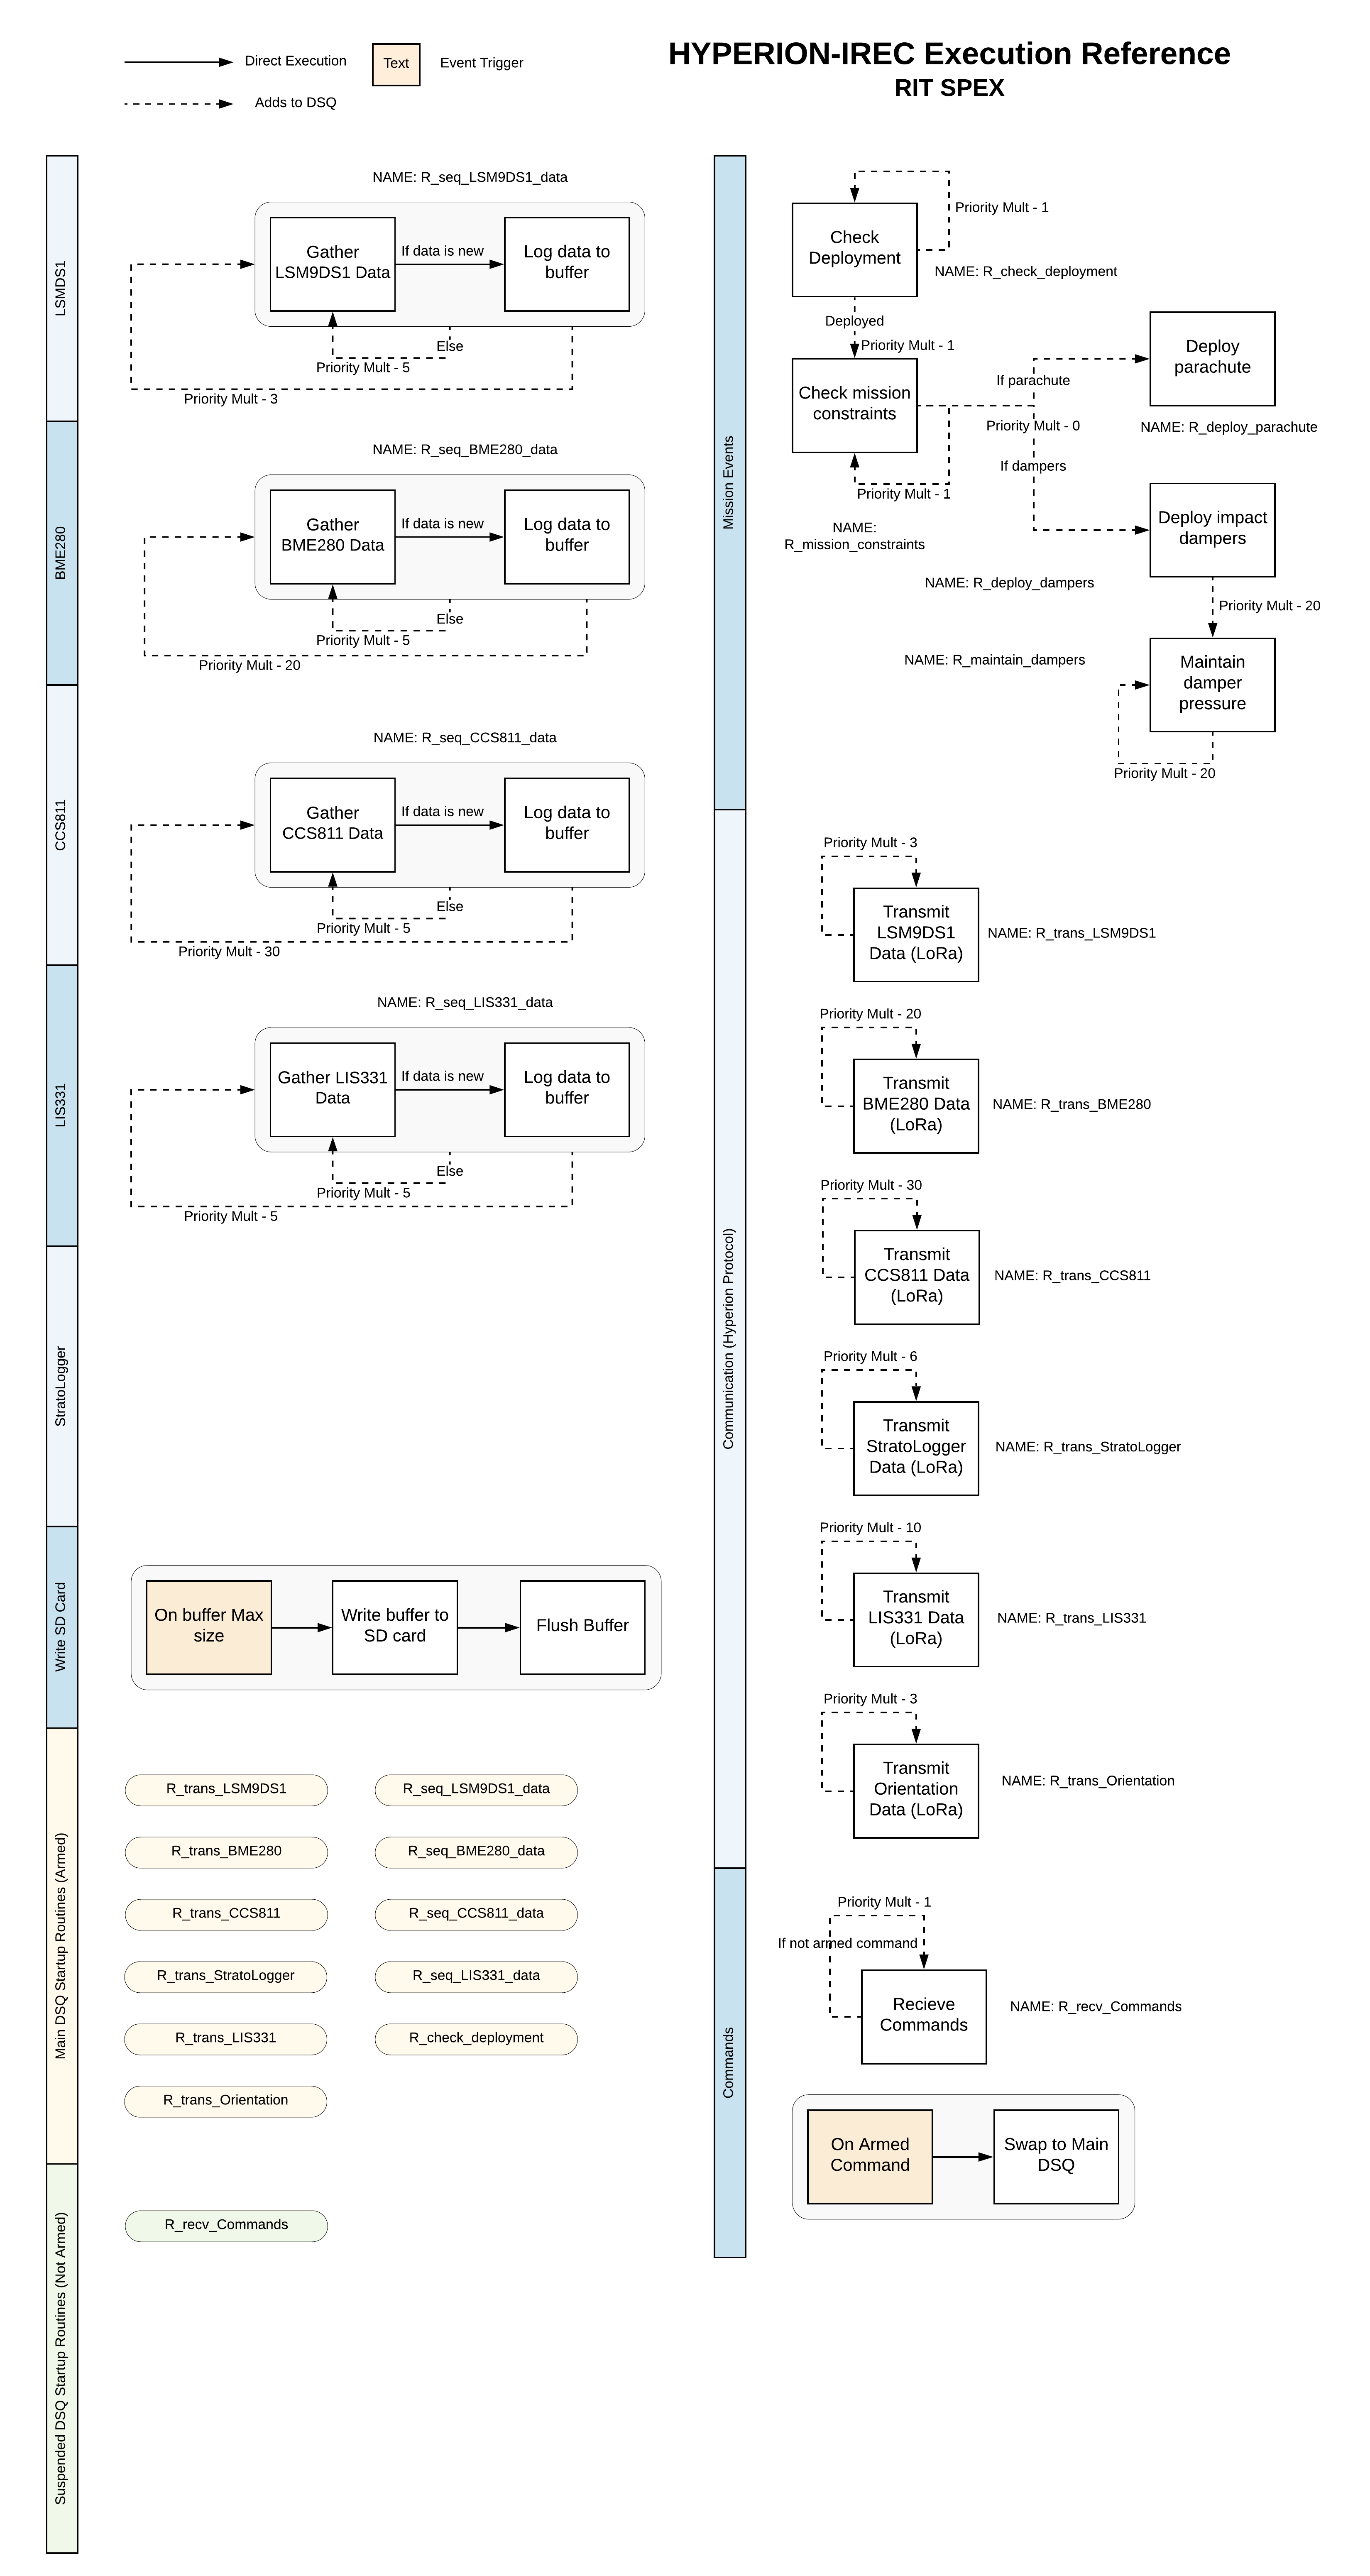 HYPERION-IREC Execution Reference
RIT SPEX
Direct Execution
Text
Event Trigger
Adds to DSQ
LSMDS1
NAME: R_seq_LSM9DS1_data
Gather
LSM9DS1 Data
If data is new
Log data to
buffer
Else
Priority Mult - 5
Priority Mult - 3
BME280
NAME: R_seq_BME280_data
Gather
BME280 Data
If data is new
Log data to
buffer
Else
Priority Mult - 5
Priority Mult - 20
CCS811
NAME: R_seq_CCS811_data
Gather
CCS811 Data
If data is new
Log data to
buffer
Else
Priority Mult - 5
Priority Mult - 30
LIS331
NAME: R_seq_LIS331_data
Gather LIS331
Data
If data is new
Log data to
buffer
Else
Priority Mult - 5
Priority Mult - 5
StratoLogger
Write SD Card
On buffer Max
size
Write buffer to
SD card
Flush Buffer
Main DSQ Startup Routines (Armed)
R_trans_LSM9DS1
R_seq_LSM9DS1_data
R_trans_BME280
R_seq_BME280_data
R_trans_CCS811
R_seq_CCS811_data
R_trans_StratoLogger
R_seq_LIS331_data
R_trans_LIS331
R_check_deployment
R_trans_Orientation
Suspended DSQ Startup Routines (Not Armed)
R_recv_Commands
Mission Events
Priority Mult - 1
Check
Deployment
NAME: R_check_deployment
Deployed
Priority Mult - 1
Check mission
constraints
If parachute
Priority Mult - 0
If dampers
Priority Mult - 1
NAME:
R_mission_constraints
Deploy
parachute
NAME: R_deploy_parachute
Deploy impact
dampers
NAME: R_deploy_dampers
Priority Mult - 20
NAME: R_maintain_dampers
Maintain
damper
pressure
Priority Mult - 20
Communication (Hyperion Protocol)
Priority Mult - 3
Transmit
LSM9DS1
Data (LoRa)
NAME: R_trans_LSM9DS1
Priority Mult - 20
Transmit
BME280 Data
(LoRa)
NAME: R_trans_BME280
Priority Mult - 30
Transmit
CCS811 Data
(LoRa)
NAME: R_trans_CCS811
Priority Mult - 6
Transmit
StratoLogger
Data (LoRa)
NAME: R_trans_StratoLogger
Priority Mult - 10
Transmit
LIS331 Data
(LoRa)
NAME: R_trans_LIS331
Priority Mult - 3
Transmit
Orientation
Data (LoRa)
NAME: R_trans_Orientation
Commands
Priority Mult - 1
If not armed command
Recieve
Commands
NAME: R_recv_Commands
On Armed
Command
Swap to Main
DSQ